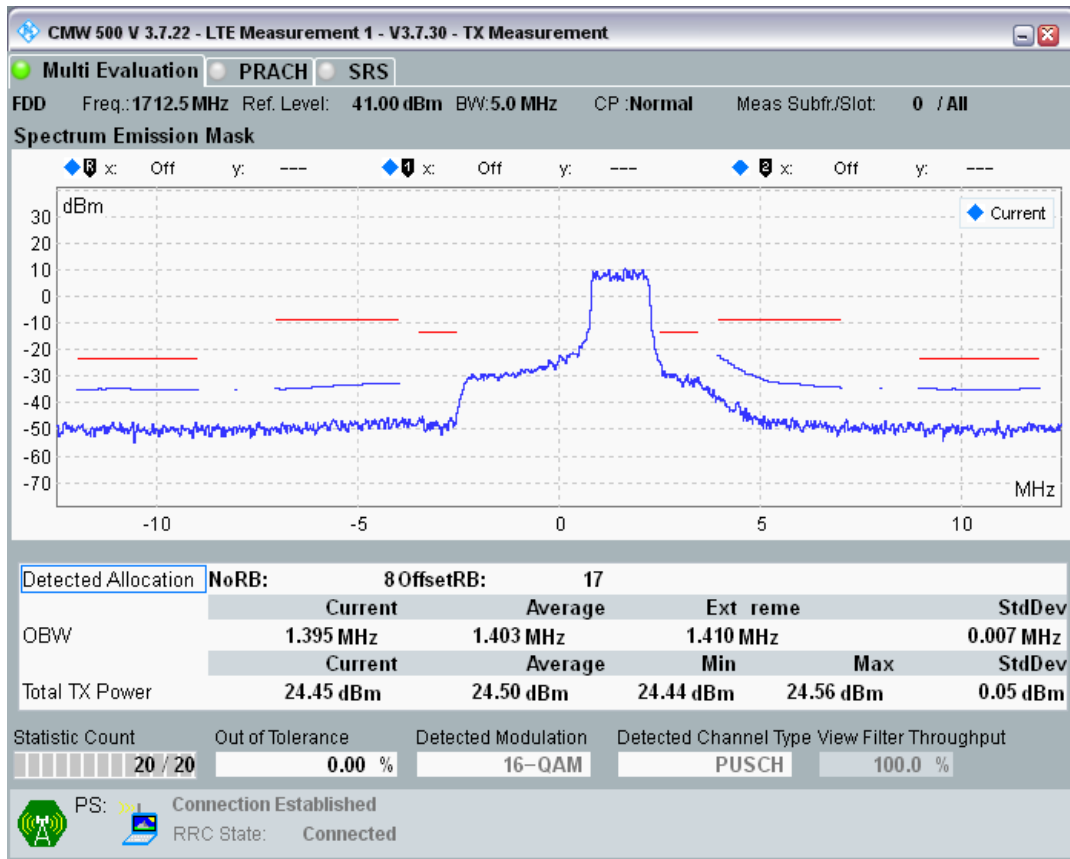 CMW 500 V 3.7.22 - LTE Measurement 1 - V3.7.30 - TX Measurement
Multi Evaluation PRACH SRS
FDD Freq.:1712.5 MHz Ref. Level: 41.00 dBm BW:5.0 MHz CP :Normal Meas Subfr./Slot: 0 / All
Spectrum Emission Mask
R x: Off y: --- 1 x: Off y: --- 2 x: Off y: ---
dBm
Current
30
20
10
0
-10
-20
-30
-40
-50
-60
-70
MHz
-10 -5 0 5 10
Detected Allocation NoRB: 8 OffsetRB: 17
Current Average Ext reme StdDev
OBW 1.395 MHz 1.403 MHz 1.410 MHz 0.007 MHz
Current Average Min Max StdDev
Total TX Power 24.45 dBm 24.50 dBm 24.44 dBm 24.56 dBm 0.05 dBm
Statistic Count Out of Tolerance Detected Modulation Detected Channel Type View Filter Throughput
20 / 20 0.00 % 16-QAM PUSCH 100.0 %
PS: Connection Established
RRC State: Connected